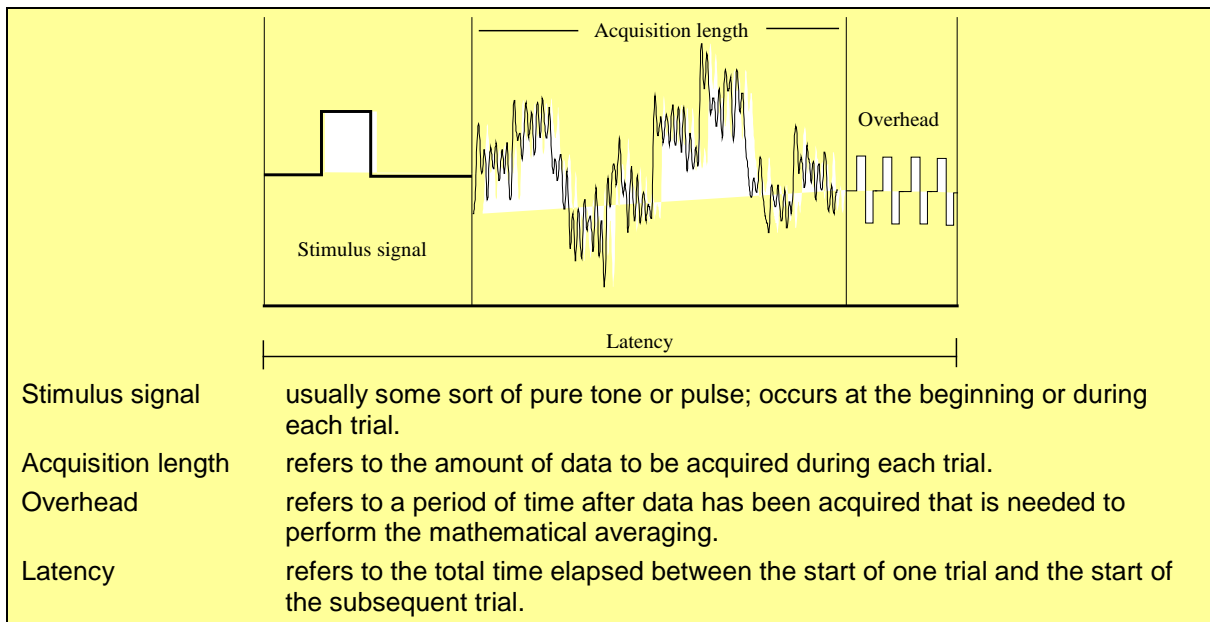 Acquisition length
Overhead
Stimulus signal
Latency
Stimulus signal usually some sort of pure tone or pulse; occurs at the beginning or during
each trial.
Acquisition length refers to the amount of data to be acquired during each trial.
Overhead refers to a period of time after data has been acquired that is needed to
perform the mathematical averaging.
Latency refers to the total time elapsed between the start of one trial and the start of
the subsequent trial.